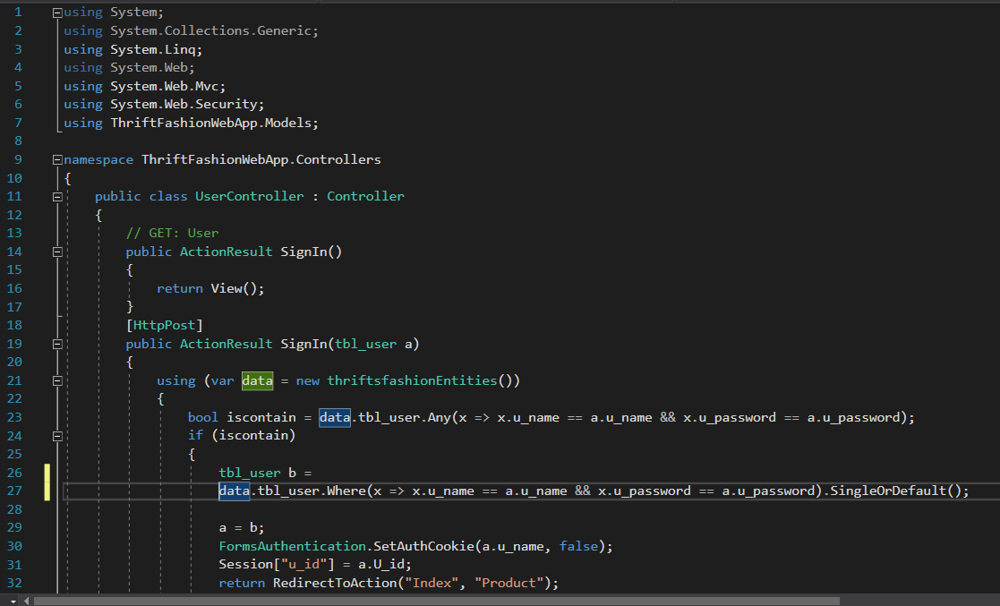 1 using System;
2 using System.Collections.Generic;
3 using System.Linq;
4 using System.Web;
5 using System.Web.Mvc;
6 using System.Web.Security;
7 using ThriftFashionWebApp.Models;
8
9 namespace ThriftFashionWebApp.Controllers
10 {
11 public class UserController : Controller
12 {
13 // GET: User
14 public ActionResult SignIn()
15 {
16 return View();
17 }
18 [HttpPost]
19 public ActionResult SignIn(tbl_user a)
20 {
21 using (var data = new thriftsfashionEntities())
22 {
23 bool iscontain = data.tbl_user.Any(x => x.u_name == a.u_name && x.u_password == a.u_password);
24 if (iscontain)
25 {
26 tbl_user b =
27 data.tbl_user.Where(x => x.u_name == a.u_name && x.u_password == a.u_password).SingleOrDefault();
28
29 a = b;
30 FormsAuthentication.SetAuthCookie(a.u_name, false);
31 Session["u_id"] = a.U_id;
32 return RedirectToAction("Index", "Product");